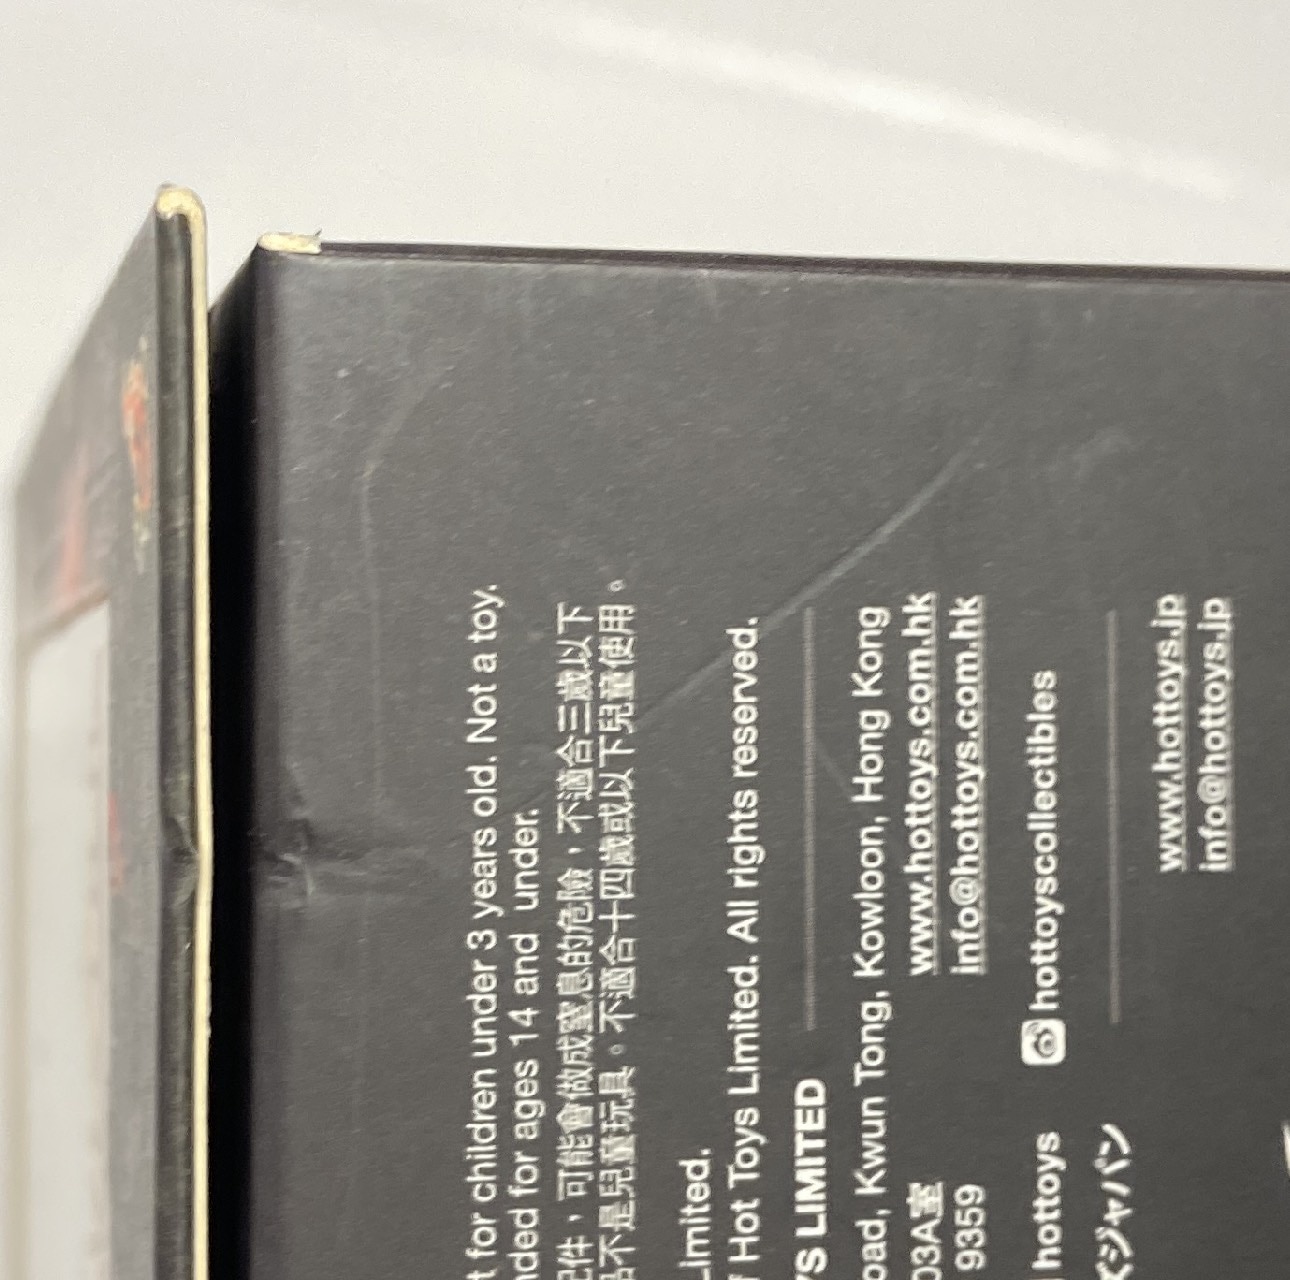 t for children under 3 years old. Not a toy.
nded for ages 14 and under.
配件，可能會做成窒息的危險，不適合三歲以下
品不是兒童玩具。不適合十四歲或以下兒童使用。
Limited.
f Hot Toys Limited. All rights reserved.
YS LIMITED
oad, Kwun Tong, Kowloon, Hong Kong
03A室 www.hottoys.com.hk
9359 info@hottoys.com.hk
hottoys hottoyscollectibles
ズジャパン
www.hottoys.jp
info@hottoys.jp